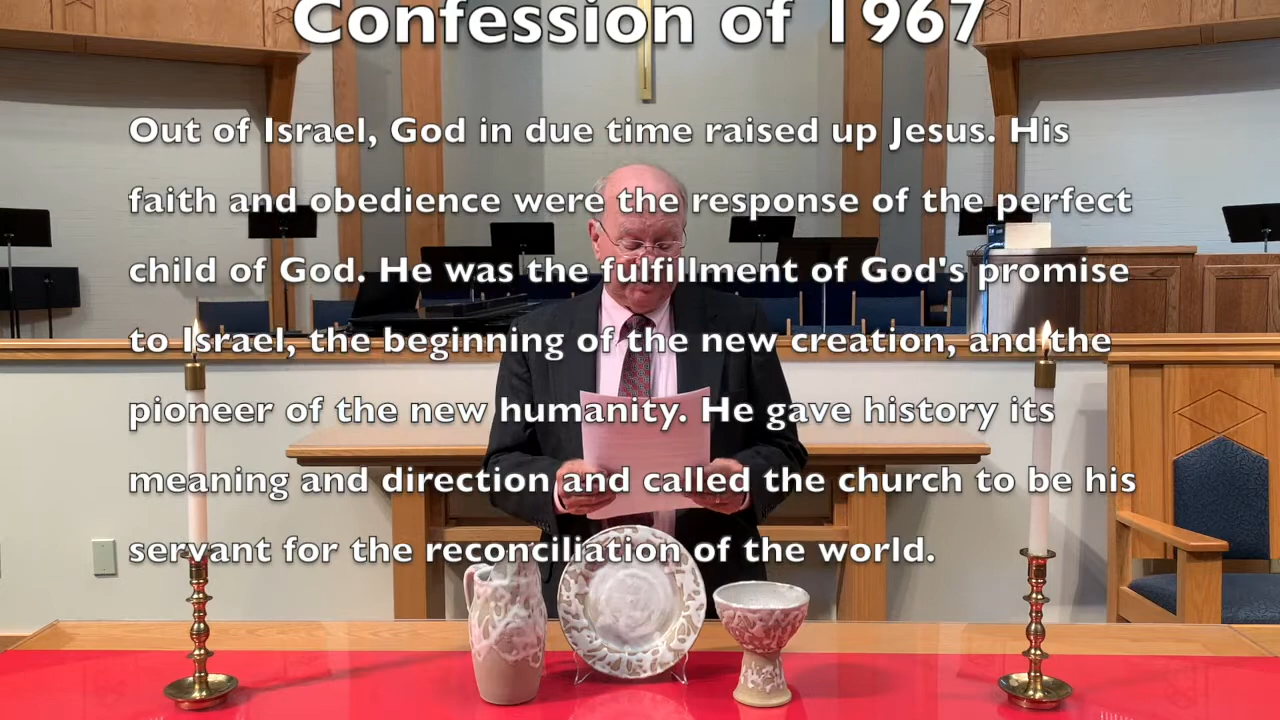 Confession of 1967
Out of Israel, God in due time raised up Jesus. His
faith and obedience were the response of the perfect
child of God. He was the fulfillment of God's promise
to Israel, the beginning of the new creation, and the
pioneer of the new humanity. He gave history its
meaning and direction and called the church to be his
servant for the reconciliation of the world.